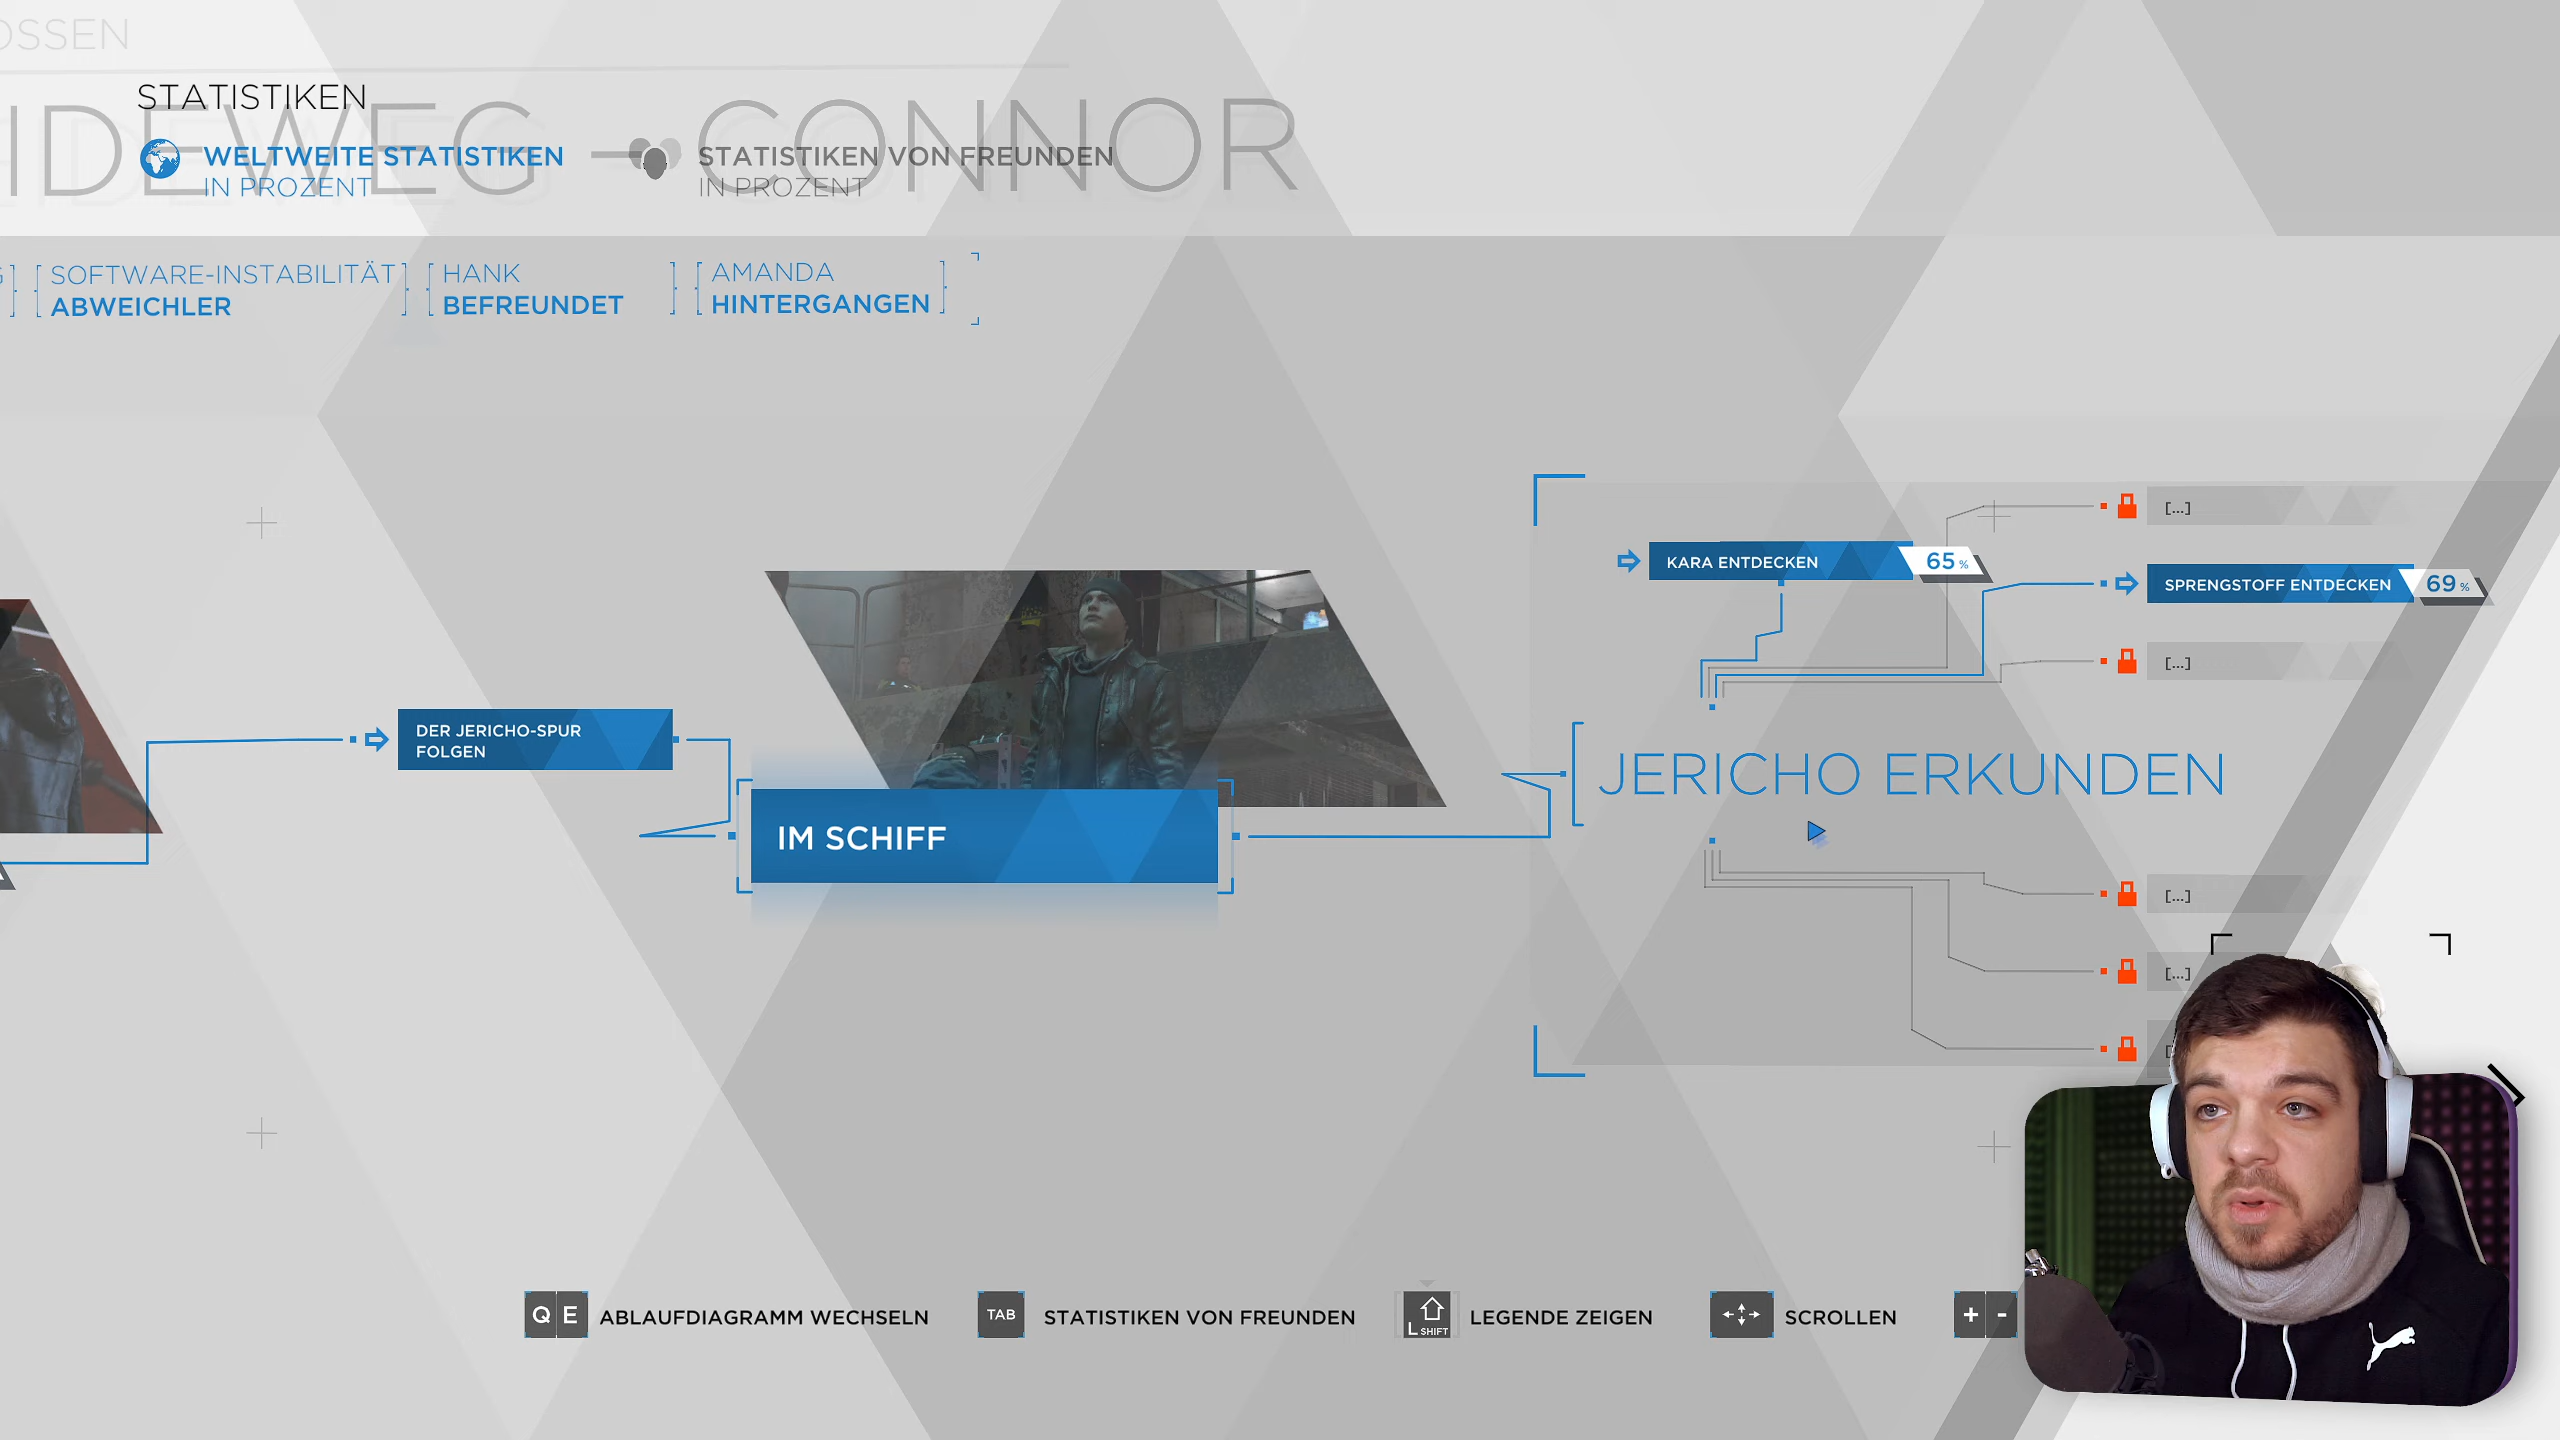 OSSEN
STATISTIKEN
IDEWEG CONNOR
WELTWEITE STATISTIKEN
IN PROZENT
STATISTIKEN VON FREUNDEN
IN PROZENT
SOFTWARE-INSTABILITÄT
ABWEICHLER
HANK
BEFREUNDET
AMANDA
HINTERGANGEN
[...]
KARA ENTDECKEN 65 %
SPRENGSTOFF ENTDECKEN 69 %
[...]
DER JERICHO-SPUR
FOLGEN
JERICHO ERKUNDEN
IM SCHIFF
[...]
[...]
Q E ABLAUFDIAGRAMM WECHSELN
TAB STATISTIKEN VON FREUNDEN
L SHIFT LEGENDE ZEIGEN
SCROLLEN
+ -